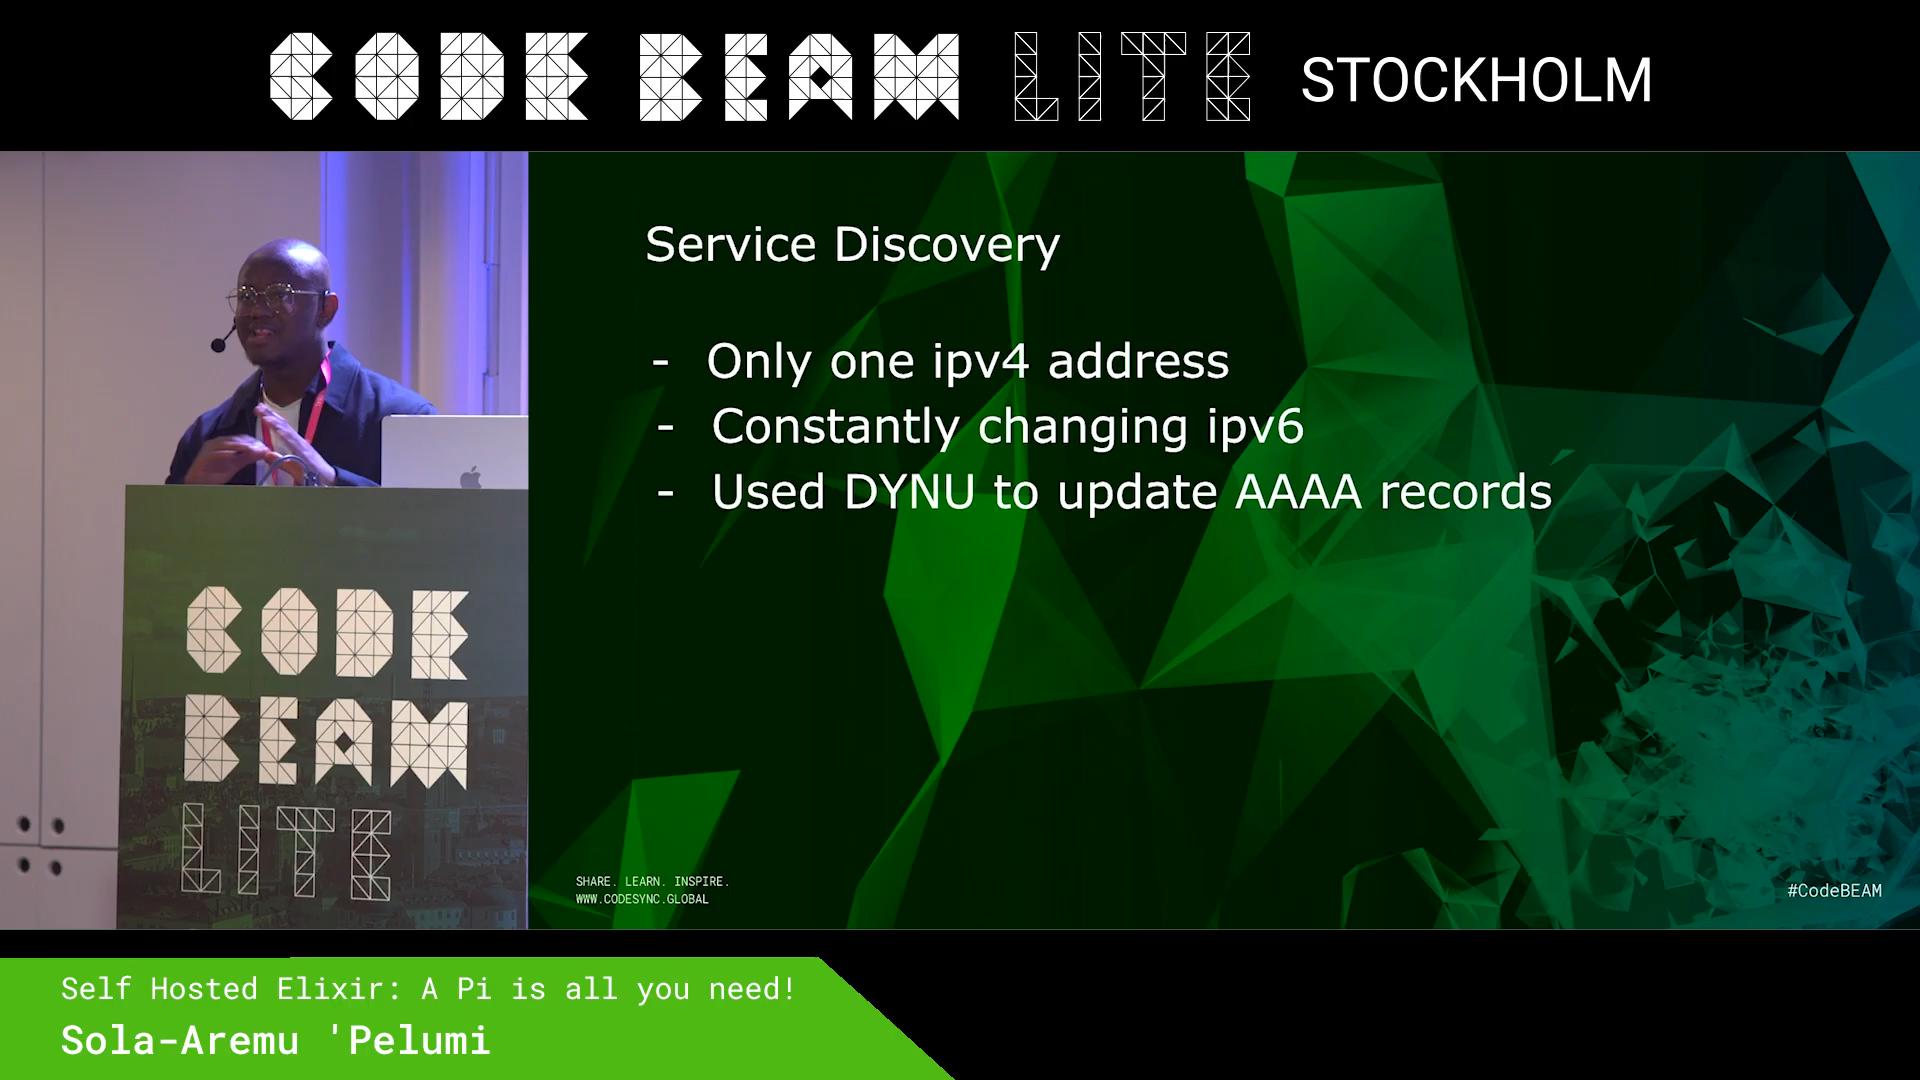 CODE BEAM LITE STOCKHOLM
Service Discovery
- Only one ipv4 address
- Constantly changing ipv6
- Used DYNU to update AAAA records
CODE
BEAM
LITE
SHARE. LEARN. INSPIRE.
WWW.CODESYNC.GLOBAL
#CodeBEAM
Self Hosted Elixir: A Pi is all you need!
Sola-Aremu 'Pelumi